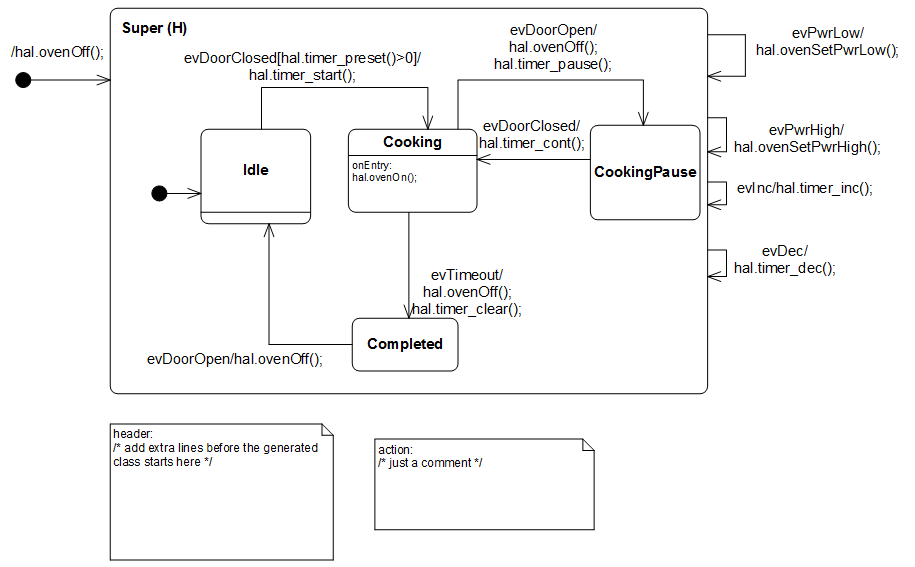 Super (H)
/hal.ovenOff();
evDoorClosed[hal.timer_preset()>0]/
hal.timer_start();
evDoorOpen/
hal.ovenOff();
hal.timer_pause();
evPwrLow/
hal.ovenSetPwrLow();
Idle
Cooking
onEntry:
hal.ovenOn();
evDoorClosed/
hal.timer_cont();
CookingPause
evPwrHigh/
hal.ovenSetPwrHigh();
evInc/hal.timer_inc();
evDec/
hal.timer_dec();
evTimeout/
hal.ovenOff();
hal.timer_clear();
Completed
evDoorOpen/hal.ovenOff();
header:
/* add extra lines before the generated
class starts here */
action:
/* just a comment */